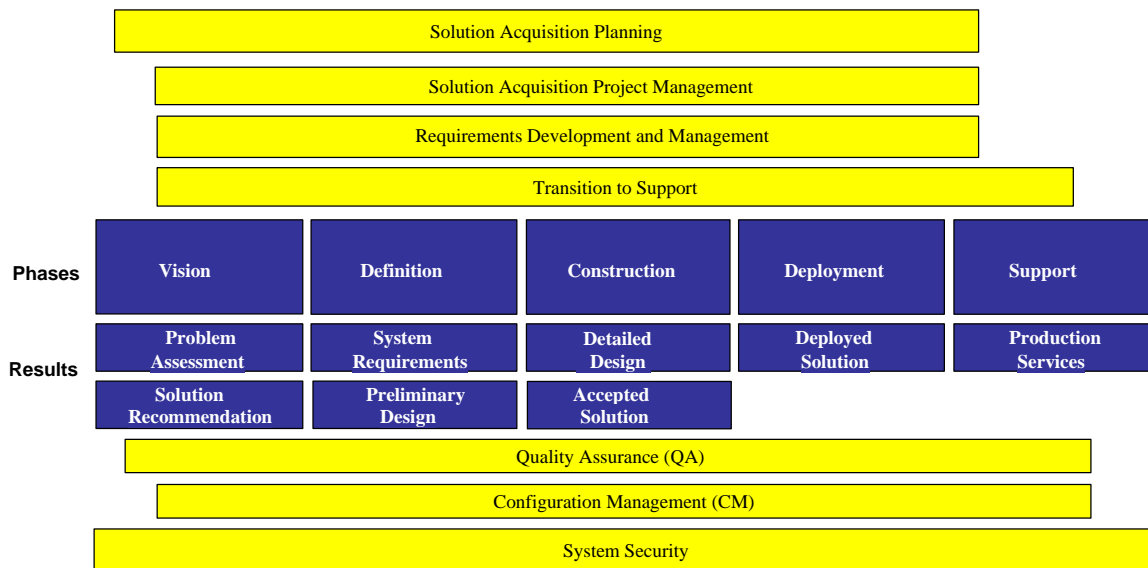 Solution Acquisition Planning
Solution Acquisition Project Management
Requirements Development and Management
Transition to Support
Phases
Vision
Definition
Construction
Deployment
Support
Results
Problem
Assessment
System
Requirements
Detailed
Design
Deployed
Solution
Production
Services
Solution
Recommendation
Preliminary
Design
Accepted
Solution
Quality Assurance (QA)
Configuration Management (CM)
System Security